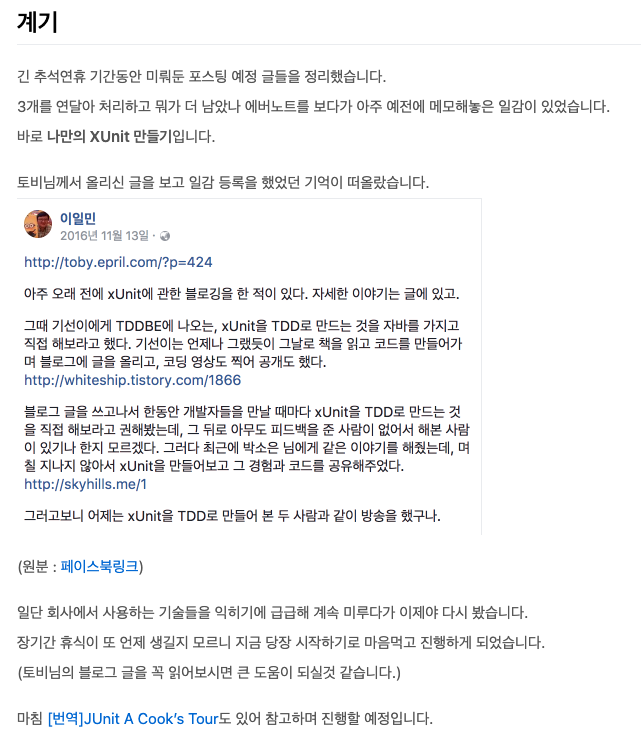 계기
긴 추석연휴 기간동안 미뤄둔 포스팅 예정 글들을 정리했습니다.
3개를 연달아 처리하고 뭐가 더 남았나 에버노트를 보다가 아주 예전에 메모해놓은 일감이 있었습니다.
바로 나만의 XUnit 만들기입니다.
토비님께서 올리신 글을 보고 일감 등록을 했었던 기억이 떠올랐습니다.
이일민
2016년 11월 13일 ·
http://toby.epril.com/?p=424
아주 오래 전에 xUnit에 관한 블로깅을 한 적이 있다. 자세한 이야기는 글에 있고.
그때 기선이에게 TDDBE에 나오는, xUnit을 TDD로 만드는 것을 자바를 가지고
직접 해보라고 했다. 기선이는 언제나 그랬듯이 그날로 책을 읽고 코드를 만들어가
며 블로그에 글을 올리고, 코딩 영상도 찍어 공개도 했다.
http://whiteship.tistory.com/1866
블로그 글을 쓰고나서 한동안 개발자들을 만날 때마다 xUnit을 TDD로 만드는 것
을 직접 해보라고 권해봤는데, 그 뒤로 아무도 피드백을 준 사람이 없어서 해본 사람
이 있기나 한지 모르겠다. 그러다 최근에 박소은 님에게 같은 이야기를 해줬는데, 며
칠 지나지 않아서 xUnit을 만들어보고 그 경험과 코드를 공유해주었다.
http://skyhills.me/1
그러고보니 어제는 xUnit을 TDD로 만들어 본 두 사람과 같이 방송을 했구나.
(원분 : 페이스북링크)
일단 회사에서 사용하는 기술들을 익히기에 급급해 계속 미루다가 이제야 다시 봤습니다.
장기간 휴식이 또 언제 생길지 모르니 지금 당장 시작하기로 마음먹고 진행하게 되었습니다.
(토비님의 블로그 글을 꼭 읽어보시면 큰 도움이 되실것 같습니다.)
마침 [번역]JUnit A Cook's Tour도 있어 참고하며 진행할 예정입니다.